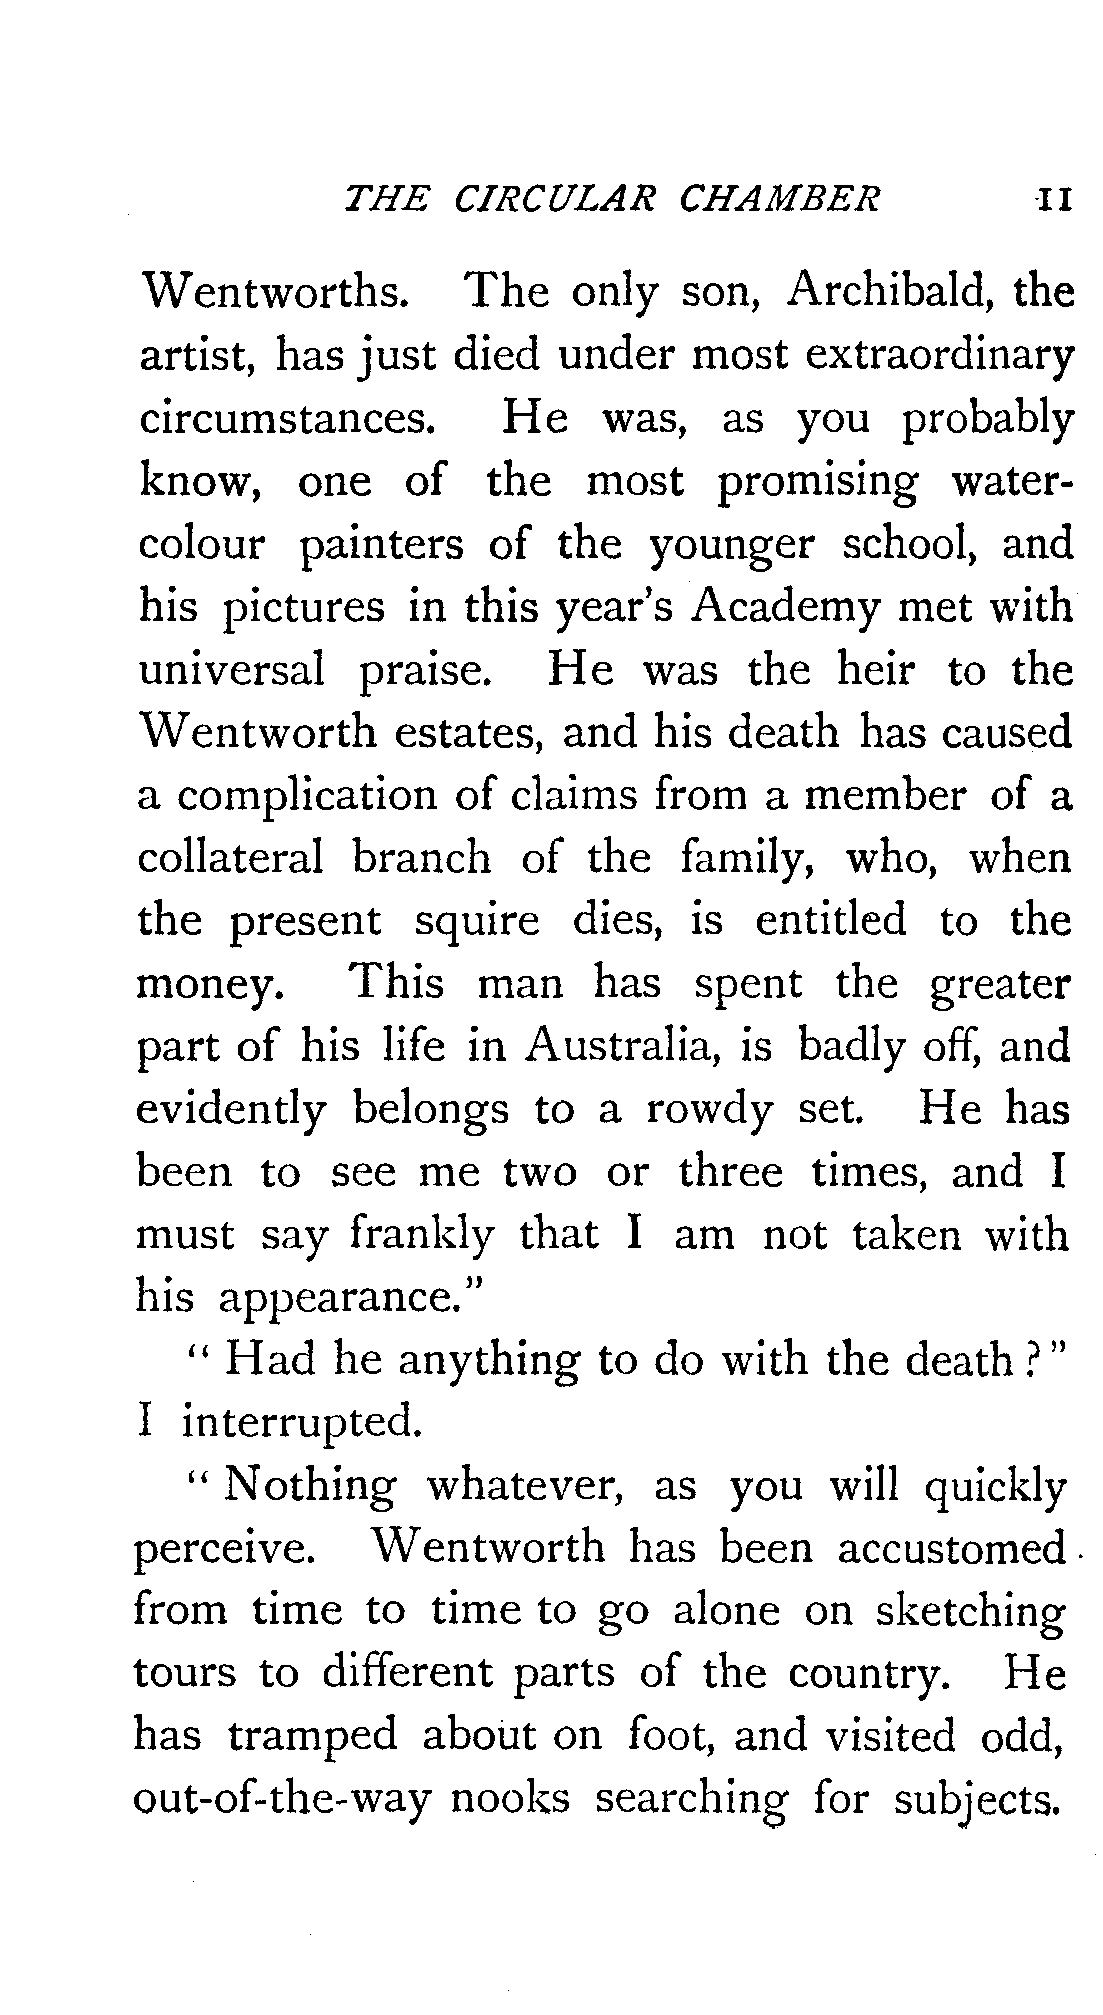 THE CIRCULAR CHAMBER 11
Wentworths. The only son, Archibald, the
artist, has just died under most extraordinary
circumstances. He was, as you probably
know, one of the most promising water-
colour painters of the younger school, and
his pictures in this year's Academy met with
universal praise. He was the heir to the
Wentworth estates, and his death has caused
a complication of claims from a member of a
collateral branch of the family, who, when
the present squire dies, is entitled to the
money. This man has spent the greater
part of his life in Australia, is badly off, and
evidently belongs to a rowdy set. He has
been to see me two or three times, and I
must say frankly that I am not taken with
his appearance."
"Had he anything to do with the death?"
I interrupted.
"Nothing whatever, as you will quickly
perceive. Wentworth has been accustomed
from time to time to go alone on sketching
tours to different parts of the country. He
has tramped about on foot, and visited odd,
out-of-the-way nooks searching for subjects.